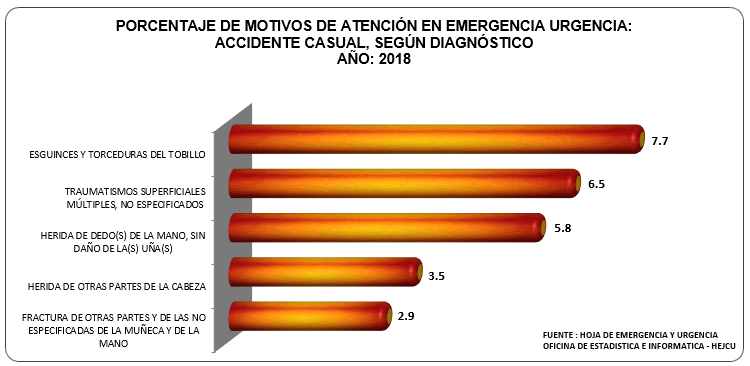 PORCENTAJE DE MOTIVOS DE ATENCIÓN EN EMERGENCIA URGENCIA:
ACCIDENTE CASUAL, SEGÚN DIAGNÓSTICO
AÑO: 2018
ESGUINCES Y TORCEDURAS DEL TOBILLO
7.7
TRAUMATISMOS SUPERFICIALES
MÚLTIPLES, NO ESPECIFICADOS
6.5
HERIDA DE DEDO(S) DE LA MANO, SIN
DAÑO DE LA(S) UÑA(S)
5.8
HERIDA DE OTRAS PARTES DE LA CABEZA
3.5
FRACTURA DE OTRAS PARTES Y DE LAS NO
ESPECIFICADAS DE LA MUÑECA Y DE LA
MANO
2.9
FUENTE : HOJA DE EMERGENCIA Y URGENCIA
OFICINA DE ESTADISTICA E INFORMATICA - HEJCU